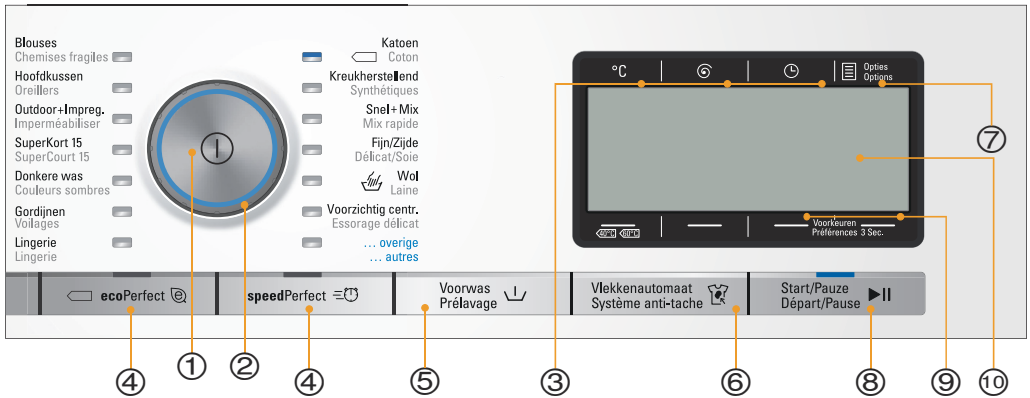 Blouses
Chemises fragiles
Hoofdkussen
Oreillers
Outdoor+Impreg.
Imperméabiliser
SuperKort 15
SuperCourt 15
Donkere was
Couleurs sombres
Gordijnen
Voilages
Lingerie
Lingerie
Katoen
Coton
Kreukherstellend
Synthétiques
Snel+Mix
Mix rapide
Fijn/Zijde
Délicat/Soie
Wol
Laine
Voorzichtig centr.
Essorage délicat
... overige
... autres
°C
Opties
Options
40°C 60°C
Voorkeuren
Préférences 3 Sec.
ecoPerfect
speedPerfect
Voorwas
Prélavage
Vlekkenautomaat
Système anti-tache
Start/Pauze
Départ/Pause
① ② ③ ④ ④ ⑤ ⑥ ⑦ ⑧ ⑨ ⑩